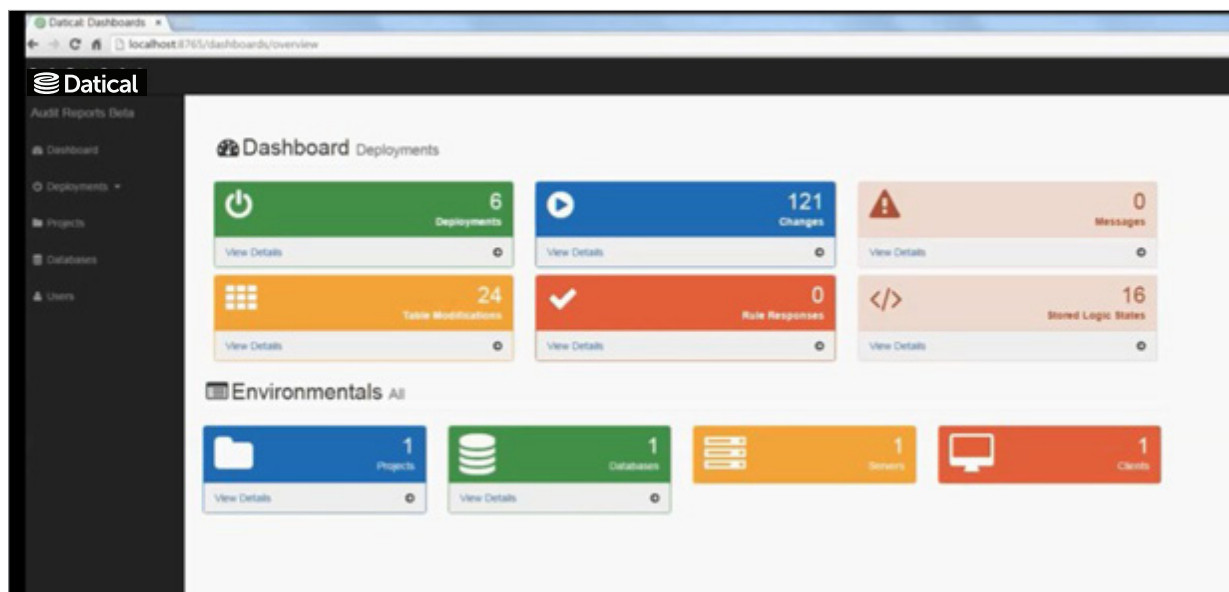 Datical: Dashboards ×
localhost:8765/dashboards/overview
Datical
Audit Reports Beta
Dashboard
Deployments
Projects
Databases
Users
Dashboard Deployments
6
Deployments
View Details
121
Changes
View Details
0
Messages
View Details
24
Table Modifications
View Details
0
Rule Responses
View Details
16
Stored Logic States
View Details
Environmentals All
1
Projects
View Details
1
Databases
View Details
1
Servers
1
Clients